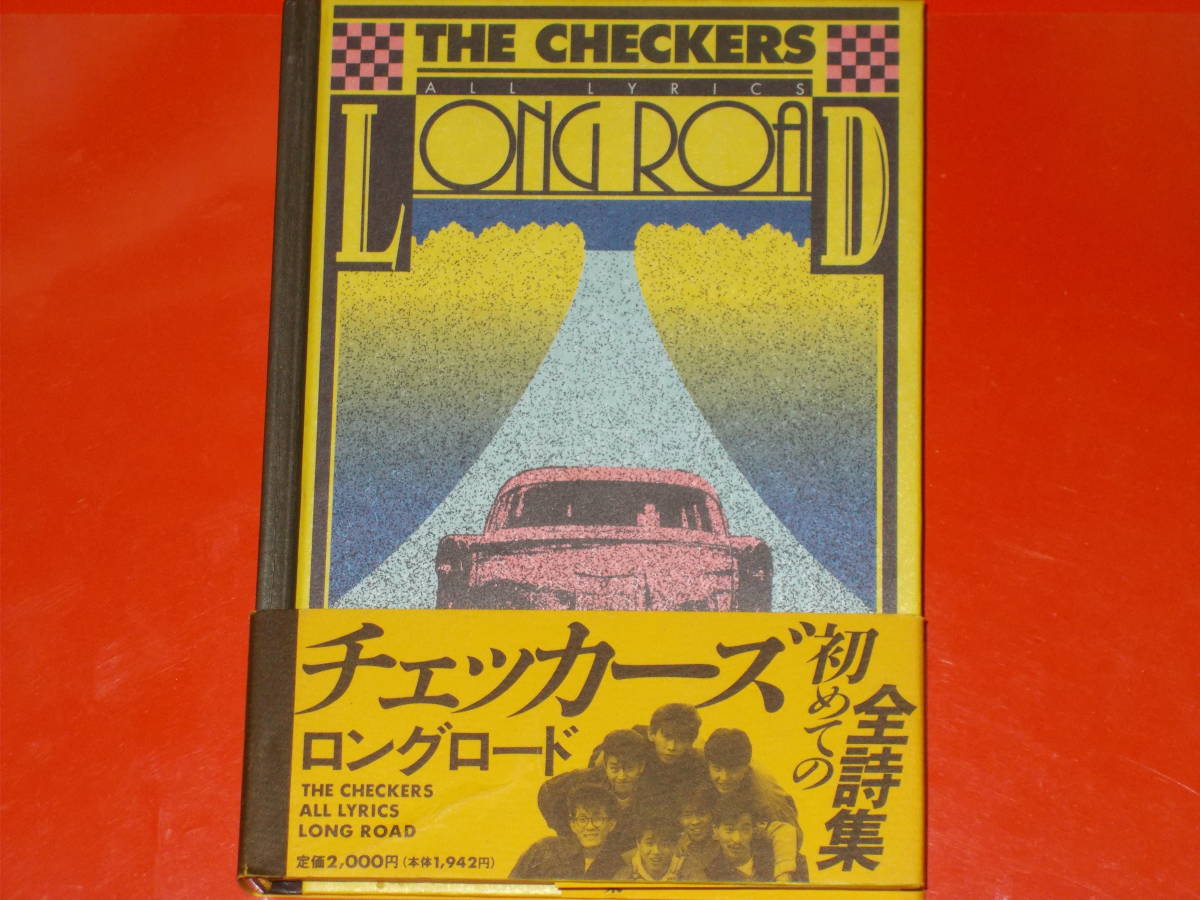 THE CHECKERS
ALL LYRICS
LONG ROAD
チェッカーズ
初めての
全詩集
ロングロード
THE CHECKERS
ALL LYRICS
LONG ROAD
定価2,000円(本体1,942円)